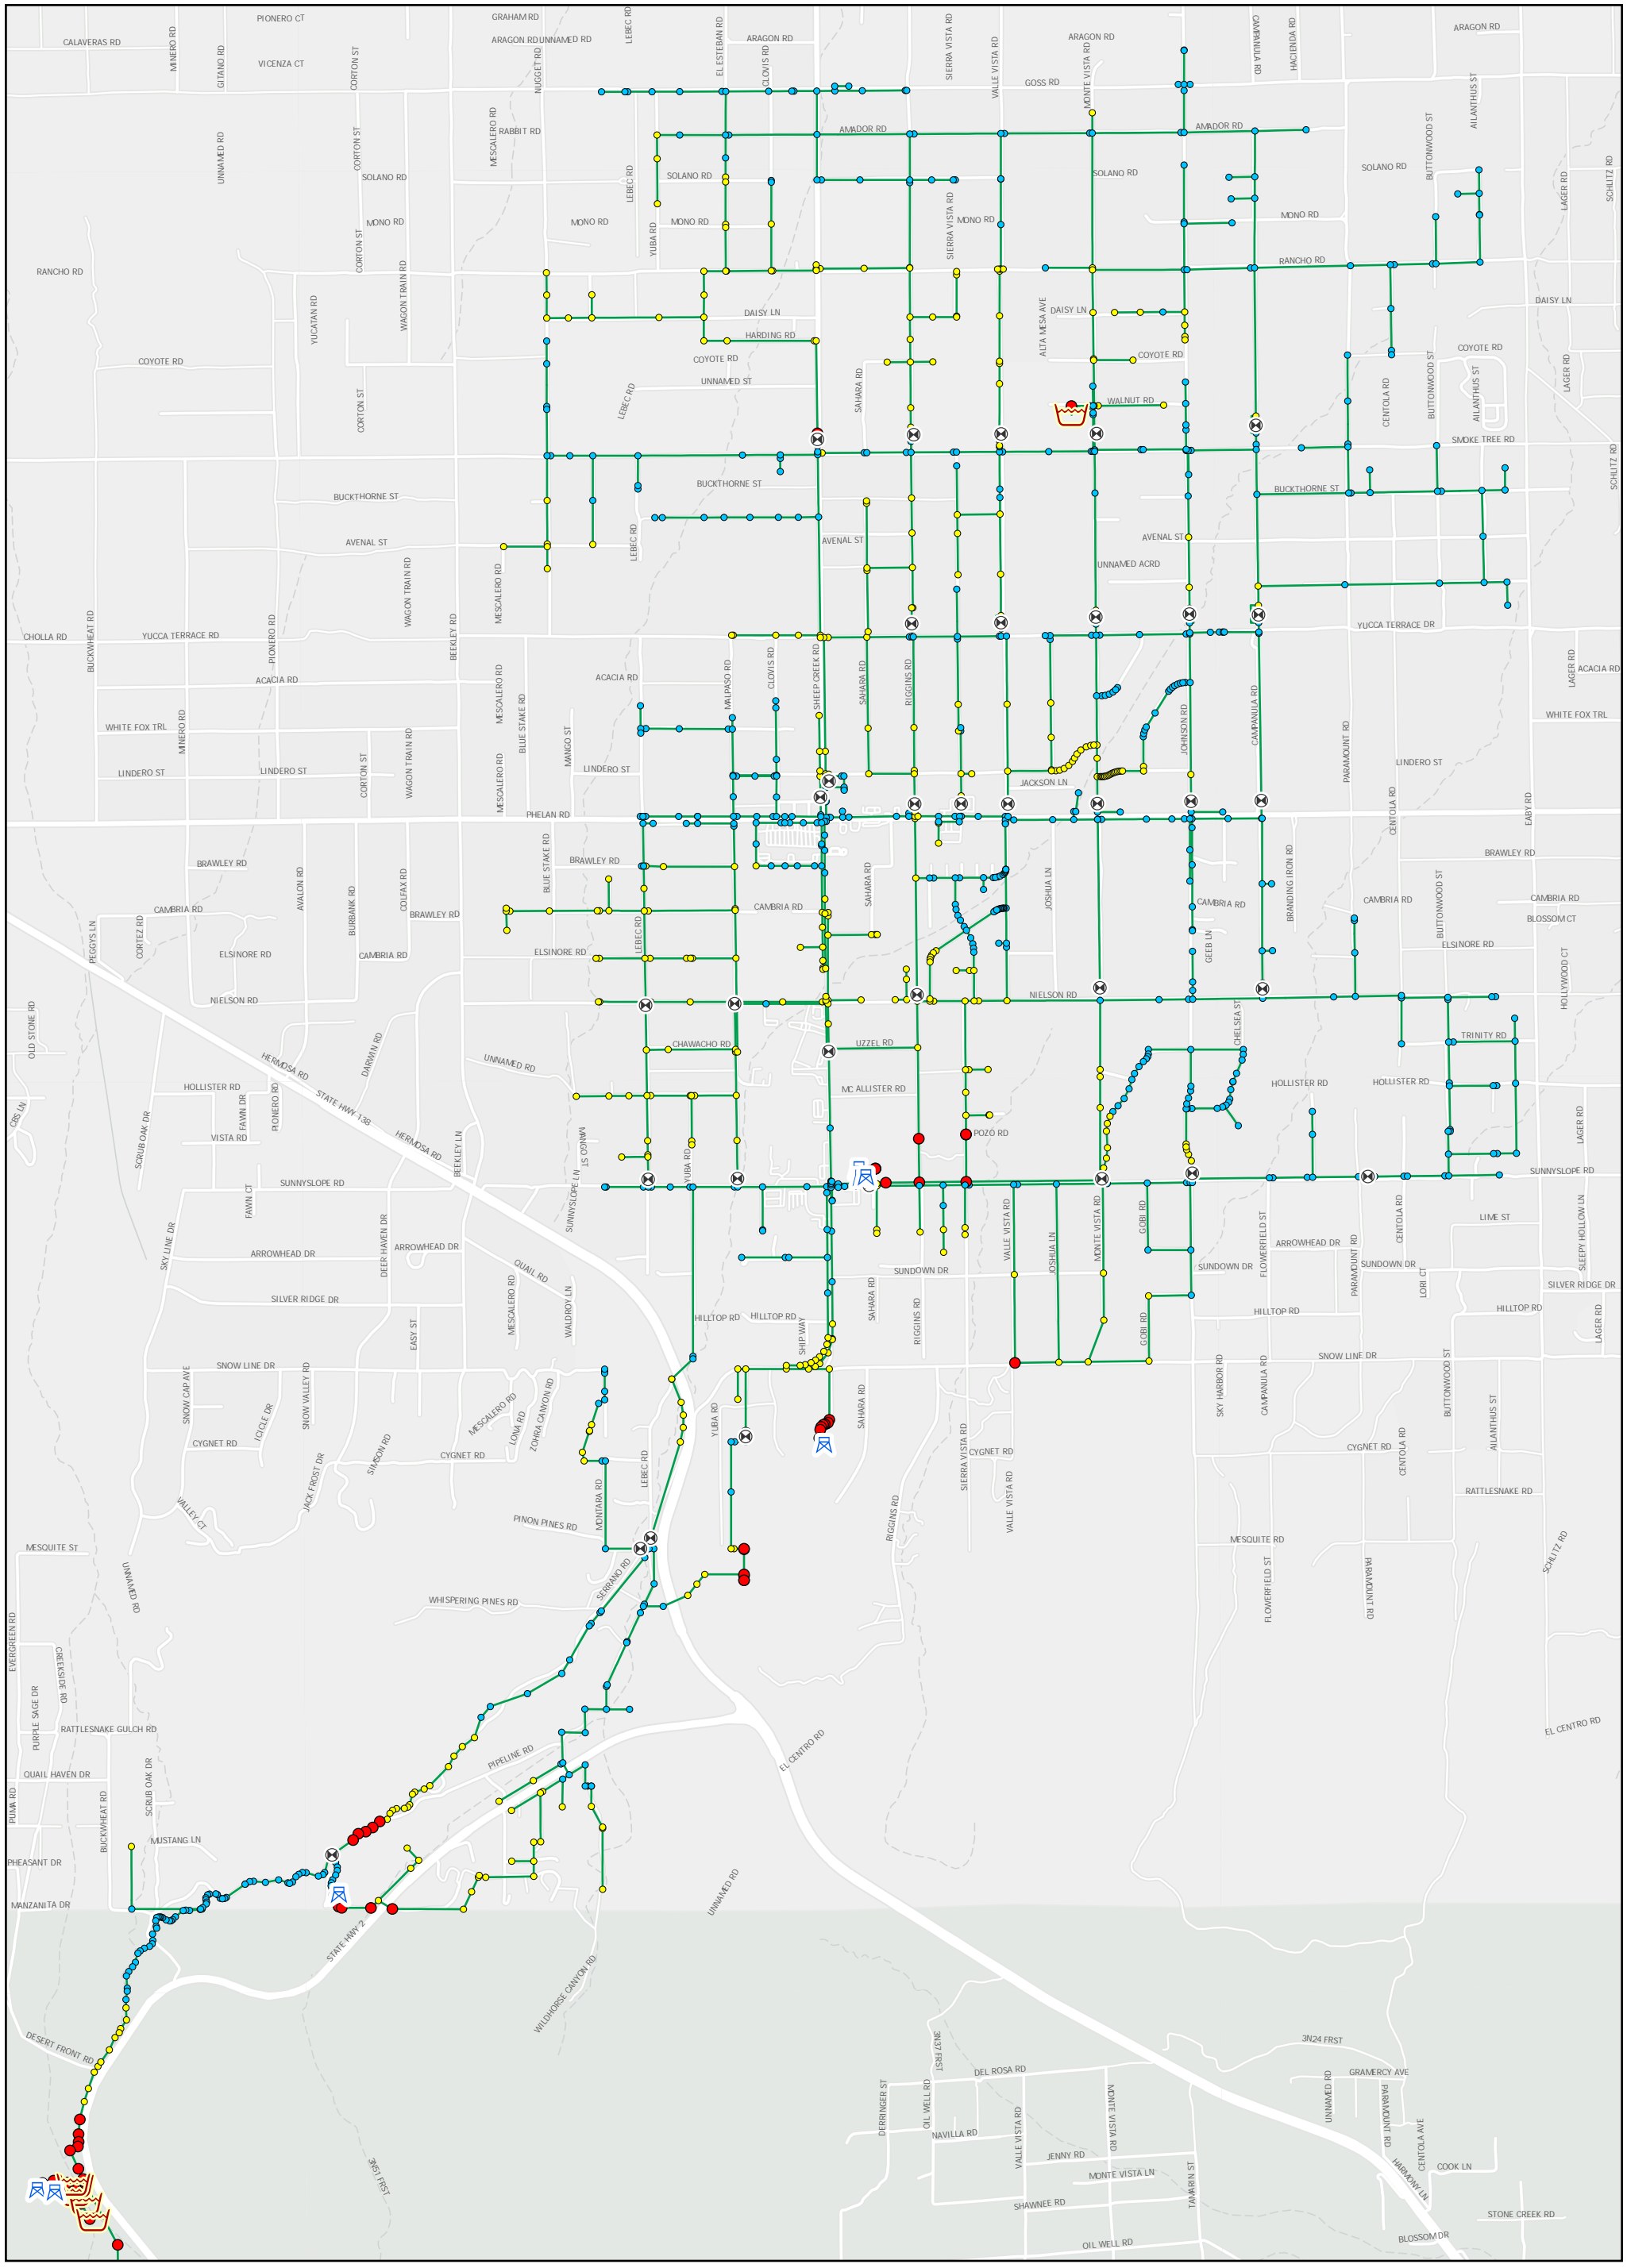 PIONERO CT
GRAHAM RD
LEBEC RD
CALAVERAS RD
MINERO RD
GITANO RD
VICENZA CT
CORTON ST
ARAGON RD
UNNAMED RD
NUGGET RD
EL ESTEBAN RD
ARAGON RD
CLOVIS RD
SIERRA VISTA RD
VALLE VISTA RD
ARAGON RD
MONTE VISTA RD
GOSS RD
CAMPANULA RD
HACIENDA RD
ARAGON RD
AILANTHUS ST
UNNAMED RD
CORTON ST
MESCALERO RD
RABBIT RD
AMADOR RD
AMADOR RD
BUTTONWOOD ST
SOLANO RD
LEBEC RD
SOLANO RD
SOLANO RD
SOLANO RD
LAGER RD
SCHLITZ RD
MONO RD
CORTON ST
MONO RD
YUBA RD
MONO RD
SIERRA VISTA RD
MONO RD
MONO RD
RANCHO RD
WAGON TRAIN RD
RANCHO RD
YUCATAN RD
DAISY LN
ALTA MESA AVE
DAISY LN
DAISY LN
HARDING RD
COYOTE RD
COYOTE RD
COYOTE RD
COYOTE RD
CORTON ST
LEBEC RD
UNNAMED ST
SAHARA RD
WALNUT RD
CENTOLA RD
BUTTONWOOD ST
AILANTHUS ST
LAGER RD
SMOKE TREE RD
SCHLITZ RD
BUCKTHORNE ST
BUCKTHORNE ST
BUCKTHORNE ST
AVENAL ST
LEBEC RD
AVENAL ST
AVENAL ST
UNNAMED ACRD
MESCALERO RD
WAGON TRAIN RD
CHOLLA RD
BUCKWHEAT RD
YUCCA TERRACE RD
PIONERO RD
BEEKLEY RD
YUCCA TERRACE DR
ACACIA RD
MESCALERO RD
ACACIA RD
MALPASO RD
CLOVIS RD
SHEEP CREEK RD
SAHARA RD
RIGGINS RD
LAGER RD
ACACIA RD
WHITE FOX TRL
MINERO RD
WAGON TRAIN RD
BLUE STAKE RD
MANGO ST
JOHNSON RD
CAMPANULA RD
PARAMOUNT RD
WHITE FOX TRL
LINDERO ST
LINDERO ST
CORTON ST
MESCALERO RD
LINDERO ST
JACKSON LN
LINDERO ST
PHELAN RD
CENTOLA RD
EABY RD
BRAWLEY RD
AVALON RD
COLFAX RD
BLUE STAKE RD
BRAWLEY RD
SAHARA RD
JOSHUA LN
BRANDING IRON RD
BRAWLEY RD
PEGGYS LN
CORTEZ RD
CAMBRIA RD
BURBANK RD
BRAWLEY RD
LEBEC RD
CAMBRIA RD
CAMBRIA RD
CAMBRIA RD
BUTTONWOOD ST
CAMBRIA RD
BLOSSOM CT
ELSINORE RD
CAMBRIA RD
ELSINORE RD
GEEB LN
ELSINORE RD
HOLLYWOOD CT
NIELSON RD
NIELSON RD
OLD STONE RD
CHELSEA ST
HERMOSA RD
DARWIN RD
UNNAMED RD
CHAWACHO RD
UZZEL RD
TRINITY RD
CBS LN
HOLLISTER RD
FAWN DR
PIONERO RD
STATE HWY 138
MC ALLISTER RD
HOLLISTER RD
HOLLISTER RD
SCRUB OAK DR
VISTA RD
HERMOSA RD
BEEKLEY LN
MANGO ST
YUBA RD
POZO RD
LAGER RD
SUNNYSLOPE RD
FAWN CT
SUNNYSLOPE LN
SUNNYSLOPE RD
SKY LINE DR
ARROWHEAD DR
DEER HAVEN DR
ARROWHEAD DR
QUAIL RD
VALLE VISTA RD
JOSHUA LN
MONTE VISTA RD
GOBI RD
FLOWERFIELD ST
ARROWHEAD DR
PARAMOUNT RD
CENTOLA RD
LIME ST
SLEEPY HOLLOW LN
SUNDOWN DR
SUNDOWN DR
SUNDOWN DR
LORI CT
SILVER RIDGE DR
SILVER RIDGE DR
EASY ST
MESCALERO RD
WALDROY LN
HILLTOP RD
HILLTOP RD
SHIP WAY
SAHARA RD
RIGGINS RD
GOBI RD
HILLTOP RD
HILLTOP RD
LAGER RD
SNOW LINE DR
SNOW CAP AVE
SNOW VALLEY RD
SAHARA RD
SNOW LINE DR
SKY HARBOR RD
CAMPANULA RD
BUTTONWOOD ST
AILANTHUS ST
ICICLE DR
MESCALERO RD
LONA RD
ZOHRA CANYON RD
YUBA RD
CYGNET RD
SIMSON RD
CYGNET RD
LEBEC RD
SIERRA VISTA RD
CYGNET RD
CYGNET RD
CENTOLA RD
JACK FROST DR
MONTARA RD
VALLE VISTA RD
RATTLESNAKE RD
VALLEY CT
PINON PINES RD
RIGGINS RD
MESQUITE ST
MESQUITE RD
SCHLITZ RD
UNNAMED RD
SERRANO RD
WHISPERING PINES RD
FLOWERFIELD ST
PARAMOUNT RD
EVERGREEN RD
CREEKSIDE RD
PURPLE SAGE DR
RATTLESNAKE GULCH RD
EL CENTRO RD
PIPELINE RD
EL CENTRO RD
QUAIL HAVEN DR
PUMA RD
BUCKWHEAT RD
SCRUB OAK DR
MUSTANG LN
PHEASANT DR
MANZANITA DR
UNNAMED RD
STATE HWY 2
WILDHORSE CANYON RD
DESERT FRONT RD
3N37 FRST
3N24 FRST
DEL ROSA RD
GRAMERCY AVE
DERRINGER ST
OIL WELL RD
VALLE VISTA RD
MONTE VISTA RD
UNNAMED RD
PARAMOUNT RD
CENTOLA AVE
NAVILLA RD
3N51 FRST
JENNY RD
MONTE VISTA LN
TAMARIN ST
HARMONY LN
COOK LN
SHAWNEE RD
STONE CREEK RD
OIL WELL RD
BLOSSOM DR